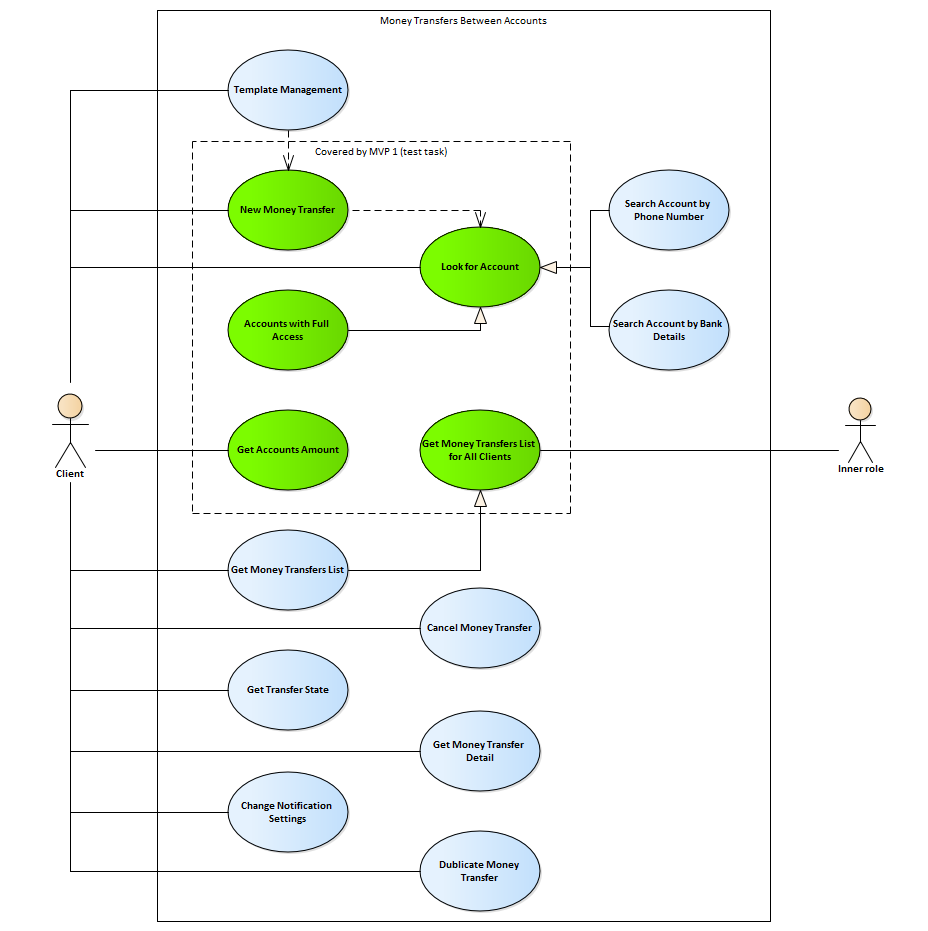 Money Transfers Between Accounts
Template Management
Covered by MVP 1 (test task)
New Money Transfer
Search Account by
Phone Number
Look for Account
Accounts with Full
Access
Search Account by Bank
Details
Get Accounts Amount
Get Money Transfers List
for All Clients
Client
Inner role
Get Money Transfers List
Cancel Money Transfer
Get Transfer State
Get Money Transfer
Detail
Change Notification
Settings
Dublicate Money
Transfer